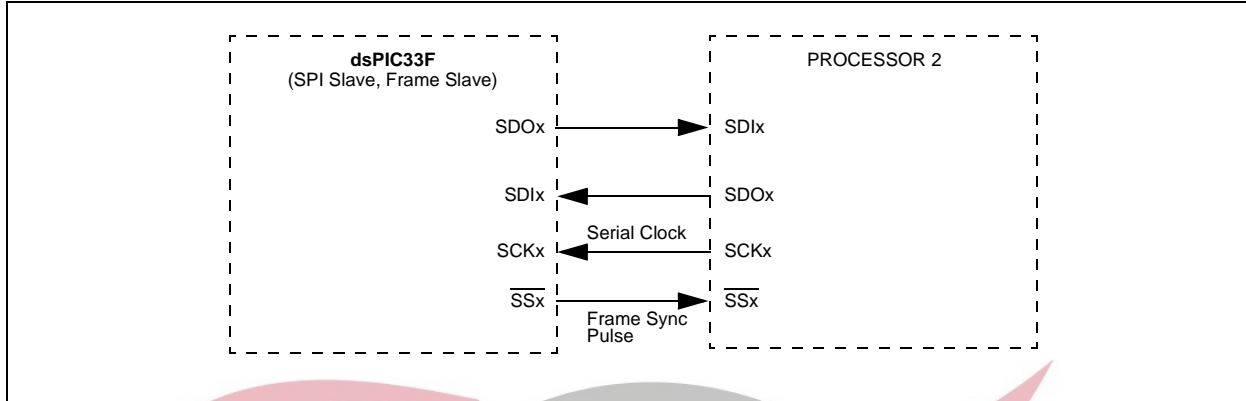 dsPIC33F
(SPI Slave, Frame Slave)
PROCESSOR 2
SDOx
SDIx
SDIx
SDOx
Serial Clock
SCKx
SCKx
SSx
SSx
Frame Sync
Pulse